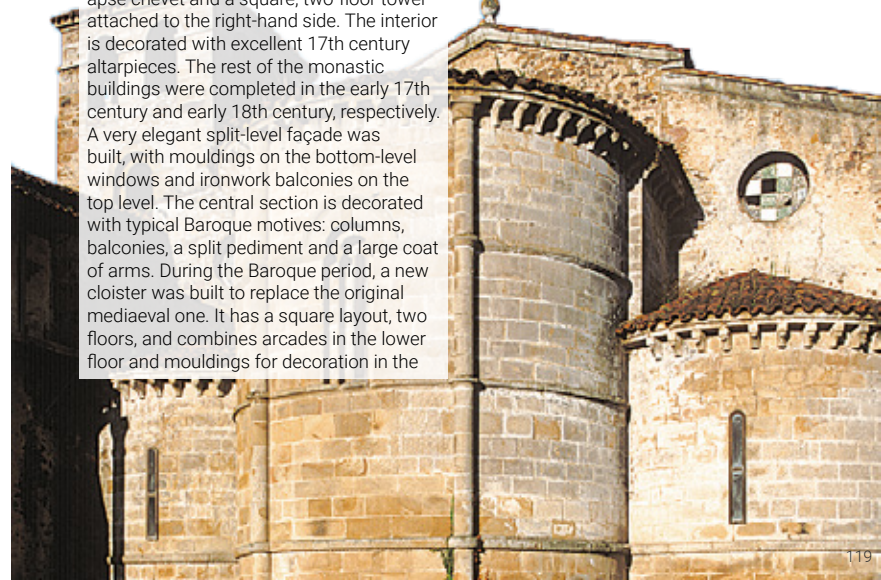 apse chevet and a square, two-floor tower
attached to the right-hand side. The interior
is decorated with excellent 17th century
altarpieces. The rest of the monastic
buildings were completed in the early 17th
century and early 18th century, respectively.
A very elegant split-level façade was
built, with mouldings on the bottom-level
windows and ironwork balconies on the
top level. The central section is decorated
with typical Baroque motives: columns,
balconies, a split pediment and a large coat
of arms. During the Baroque period, a new
cloister was built to replace the original
mediaeval one. It has a square layout, two
floors, and combines arcades in the lower
floor and mouldings for decoration in the
119